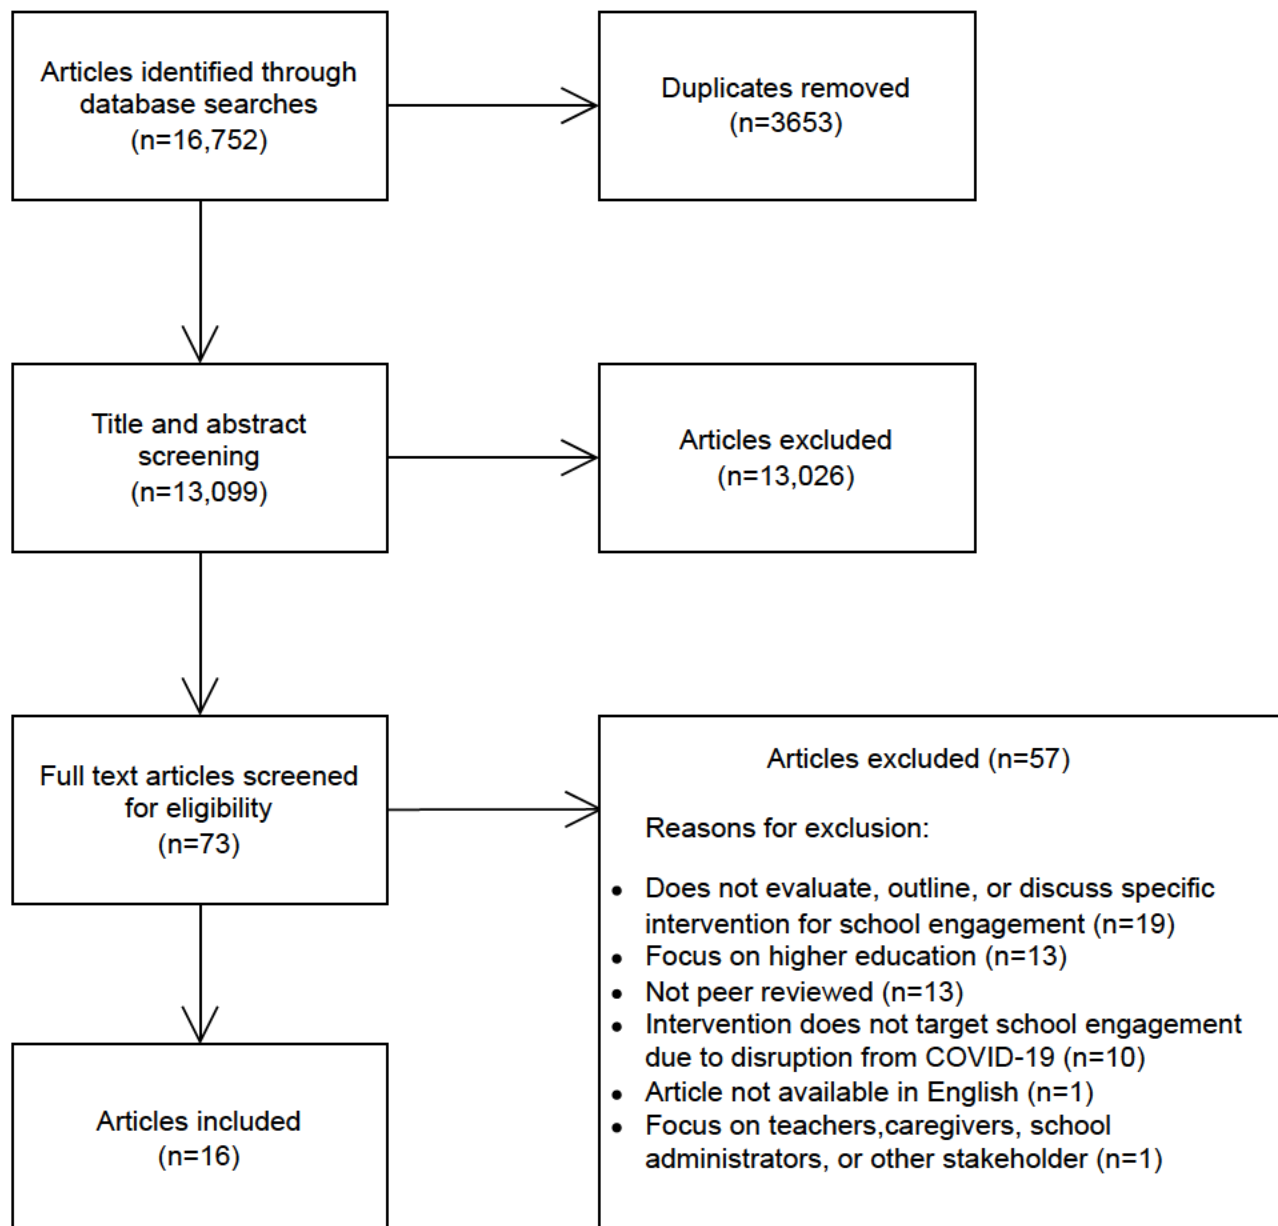 Articles identified through
database searches
(n=16,752)
Duplicates removed
(n=3653)
Title and abstract
screening
(n=13,099)
Articles excluded
(n=13,026)
Full text articles screened
for eligibility
(n=73)
Articles excluded (n=57)
Reasons for exclusion:
• Does not evaluate, outline, or discuss specific
intervention for school engagement (n=19)
• Focus on higher education (n=13)
• Not peer reviewed (n=13)
• Intervention does not target school engagement
due to disruption from COVID-19 (n=10)
• Article not available in English (n=1)
• Focus on teachers,caregivers, school
administrators, or other stakeholder (n=1)
Articles included
(n=16)